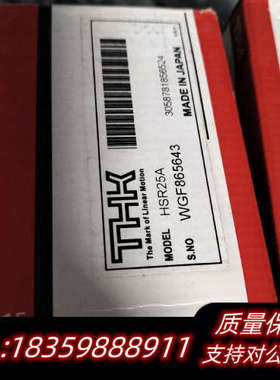 THK
The Mark of Linear Motion
MODEL HSR25A
S.NO WGF865643
3058781856524
MADE IN JAPAN
质量保
:18359888911
支持对公